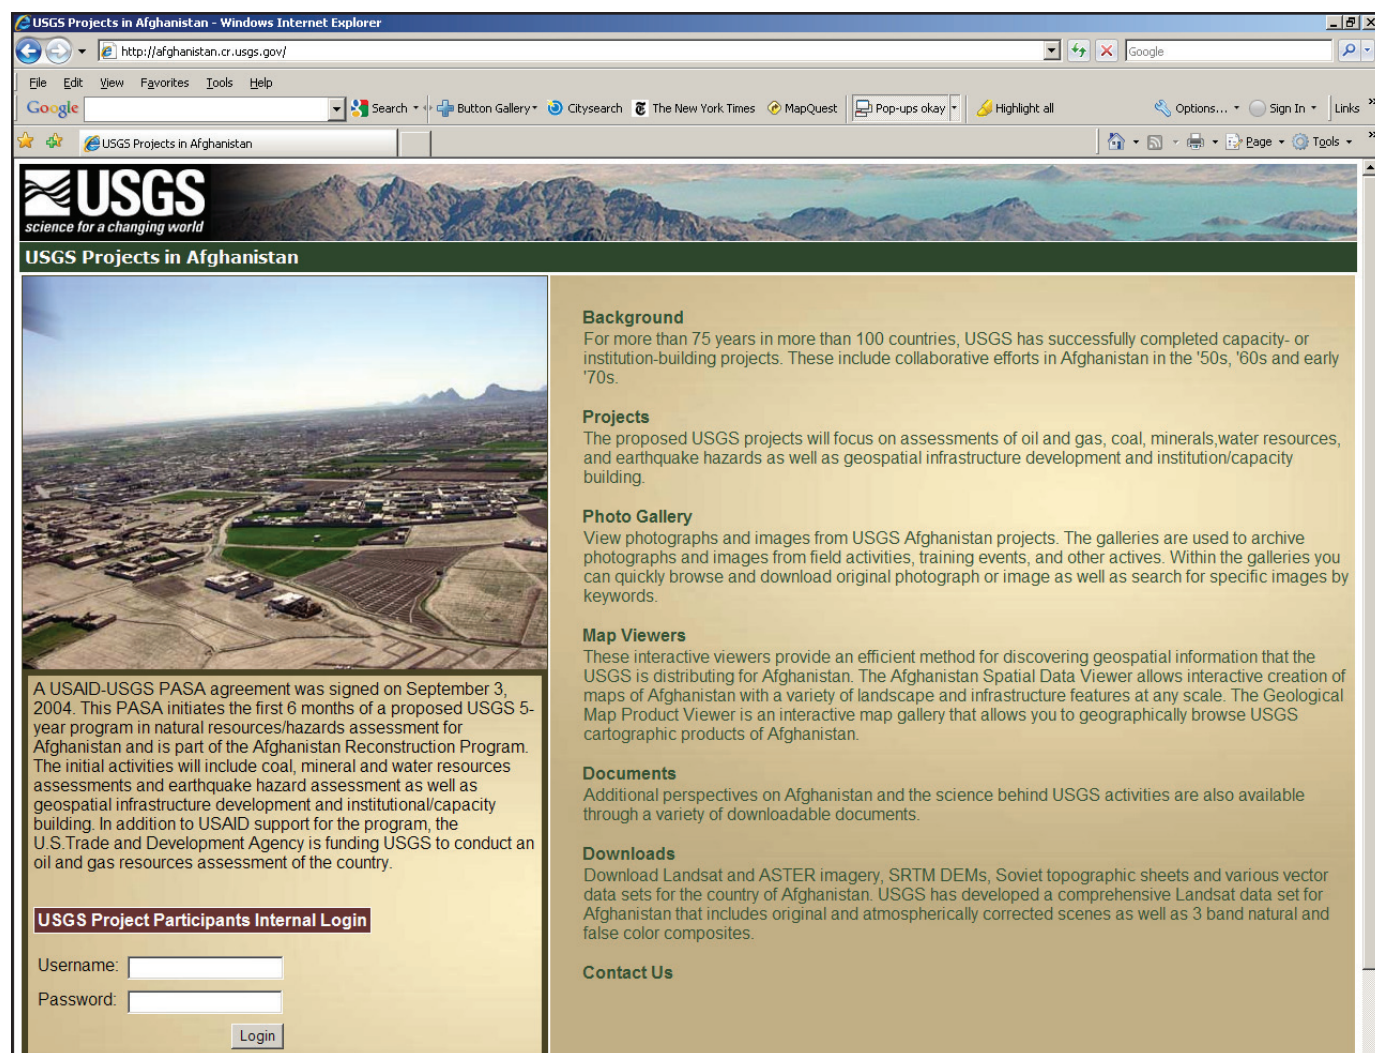 USGS Projects in Afghanistan - Windows Internet Explorer
http://afghanistan.cr.usgs.gov/
Google
File Edit View Favorites Tools Help
Google Search Button Gallery Citysearch The New York Times MapQuest Pop-ups okay Highlight all Options... Sign In Links
USGS Projects in Afghanistan
Page Tools
USGS
science for a changing world
USGS Projects in Afghanistan
A USAID-USGS PASA agreement was signed on September 3,
2004. This PASA initiates the first 6 months of a proposed USGS 5-
year program in natural resources/hazards assessment for
Afghanistan and is part of the Afghanistan Reconstruction Program.
The initial activities will include coal, mineral and water resources
assessments and earthquake hazard assessment as well as
geospatial infrastructure development and institutional/capacity
building. In addition to USAID support for the program, the
U.S.Trade and Development Agency is funding USGS to conduct an
oil and gas resources assessment of the country.
USGS Project Participants Internal Login
Username:
Password:
Login
Background
For more than 75 years in more than 100 countries, USGS has successfully completed capacity- or
institution-building projects. These include collaborative efforts in Afghanistan in the '50s, '60s and early
'70s.
Projects
The proposed USGS projects will focus on assessments of oil and gas, coal, minerals,water resources,
and earthquake hazards as well as geospatial infrastructure development and institution/capacity
building.
Photo Gallery
View photographs and images from USGS Afghanistan projects. The galleries are used to archive
photographs and images from field activities, training events, and other actives. Within the galleries you
can quickly browse and download original photograph or image as well as search for specific images by
keywords.
Map Viewers
These interactive viewers provide an efficient method for discovering geospatial information that the
USGS is distributing for Afghanistan. The Afghanistan Spatial Data Viewer allows interactive creation of
maps of Afghanistan with a variety of landscape and infrastructure features at any scale. The Geological
Map Product Viewer is an interactive map gallery that allows you to geographically browse USGS
cartographic products of Afghanistan.
Documents
Additional perspectives on Afghanistan and the science behind USGS activities are also available
through a variety of downloadable documents.
Downloads
Download Landsat and ASTER imagery, SRTM DEMs, Soviet topographic sheets and various vector
data sets for the country of Afghanistan. USGS has developed a comprehensive Landsat data set for
Afghanistan that includes original and atmospherically corrected scenes as well as 3 band natural and
false color composites.
Contact Us